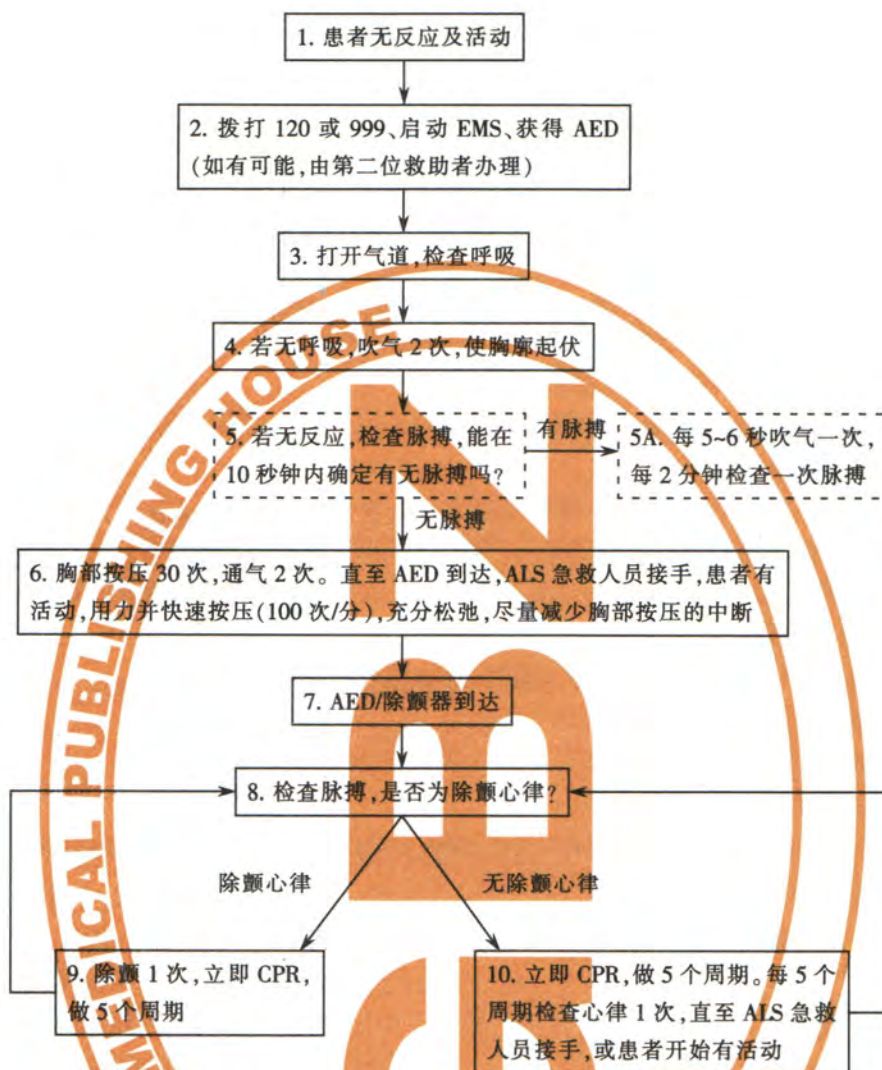 1. 患者无反应及活动
2. 拨打 120 或 999、启动 EMS、获得 AED
(如有可能,由第二位救助者办理)
3. 打开气道,检查呼吸
4. 若无呼吸,吹气 2 次,使胸廓起伏
5. 若无反应,检查脉搏,能在
10 秒钟内确定有无脉搏吗?
有脉搏
5A. 每 5~6 秒吹气一次,
每 2 分钟检查一次脉搏
无脉搏
6. 胸部按压 30 次,通气 2 次。直至 AED 到达,ALS 急救人员接手,患者有
活动,用力并快速按压(100 次/分),充分松弛,尽量减少胸部按压的中断
7. AED/除颤器到达
8. 检查脉搏,是否为除颤心律?
除颤心律
无除颤心律
9. 除颤 1 次,立即 CPR,
做 5 个周期
10. 立即 CPR,做 5 个周期。每 5 个
周期检查心律 1 次,直至 ALS 急救
人员接手,或患者开始有活动
MEDICAL PUBLISHING HOUSE